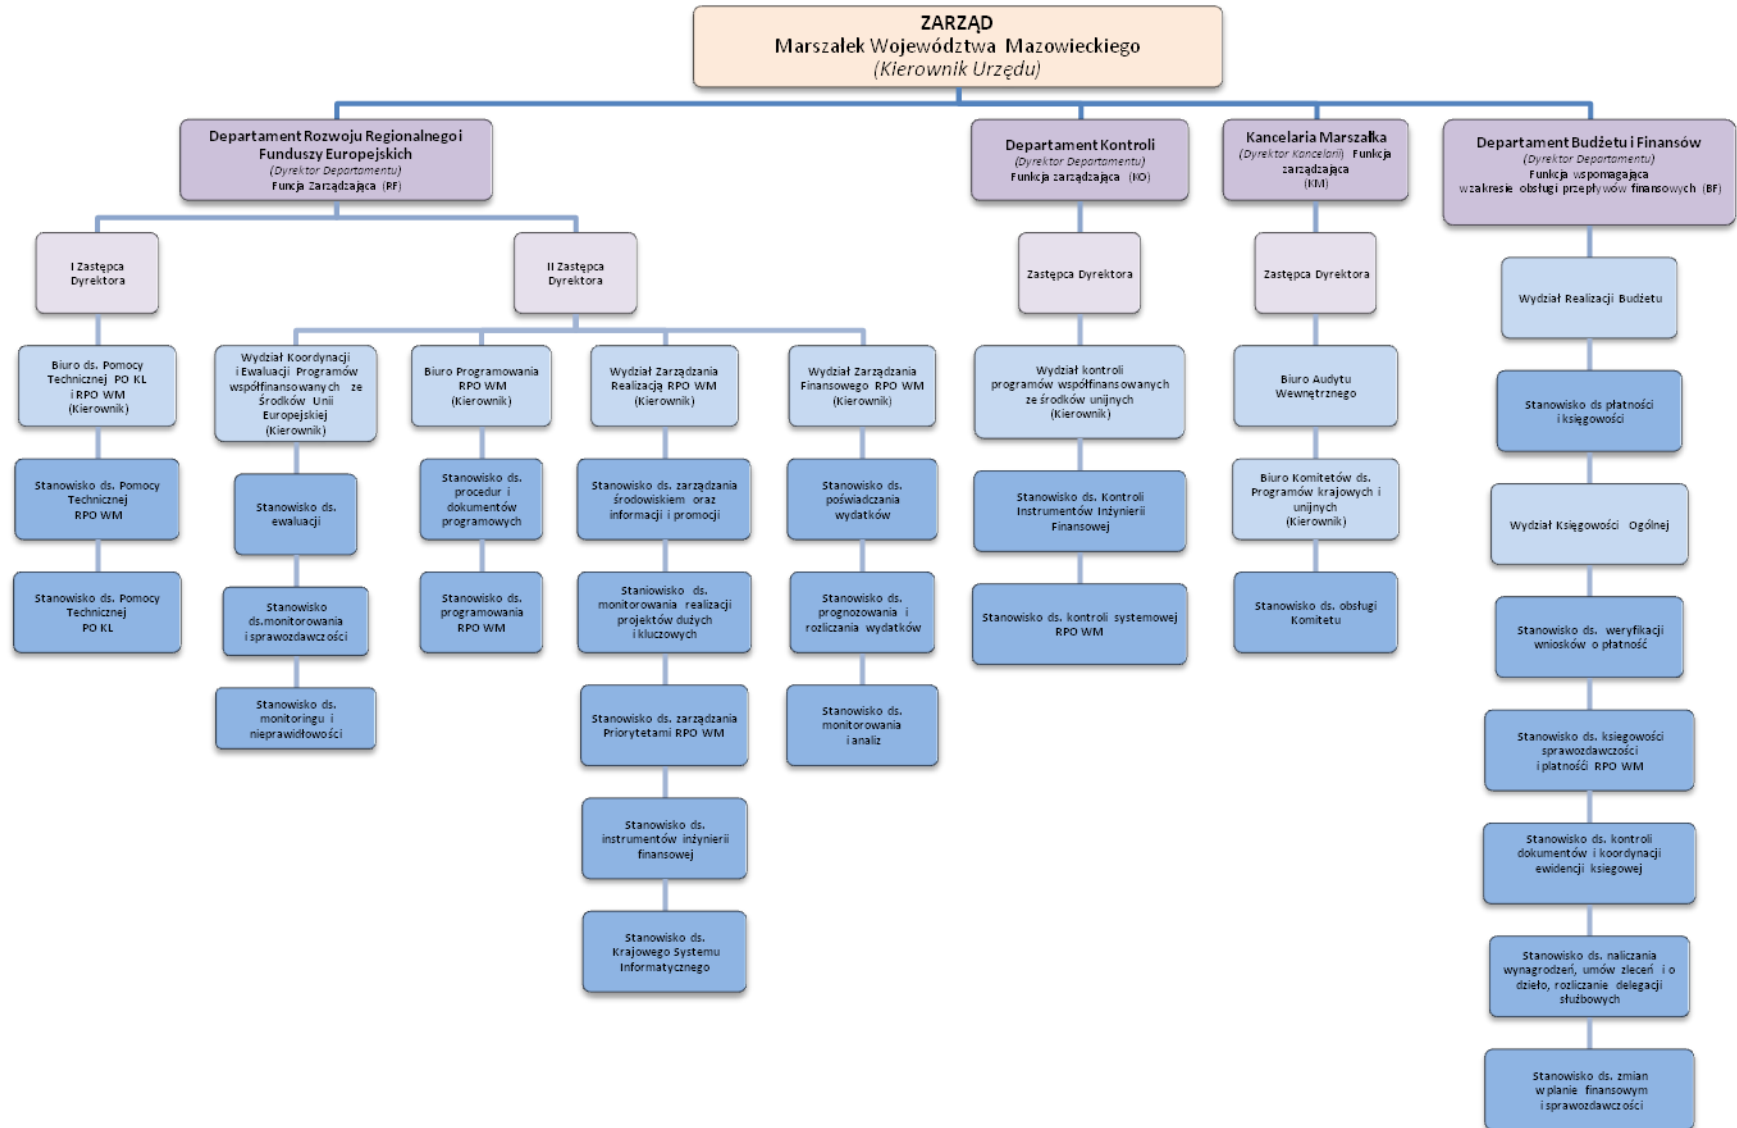 ZARZĄD
Marszałek Województwa Mazowieckiego
(Kierownik Urzędu)
Departament Rozwoju Regionalnego i
Funduszy Europejskich
(Dyrektor Departamentu)
Funcja Zarządzająca (RF)
Departament Kontroli
(Dyrektor Departamentu)
Funkcja zarządzająca (KO)
Kancelaria Marszałka
(Dyrektor Kancelarii) Funkcja
zarządzająca
(KM)
Departament Budżetu i Finansów
(Dyrektor Departamentu)
Funkcja wspomagająca
w zakresie obsługi przepływów finansowych (BF)
I Zastępca
Dyrektora
II Zastępca
Dyrektora
Zastępca Dyrektora
Zastępca Dyrektora
Wydział Realizacji Budżetu
Biuro ds. Pomocy
Technicznej PO KL
i RPO WM
(Kierownik)
Wydział Koordynacji
i Ewaluacji Programów
współfinansowanych ze
Środków Unii
Europejskiej
(Kierownik)
Biuro Programowania
RPO WM
(Kierownik)
Wydział Zarządzania
Realizacją RPO WM
(Kierownik)
Wydział Zarządzania
Finansowego RPO WM
(Kierownik)
Wydział kontroli
programów współfinansowanych
ze środków unijnych
(Kierownik)
Biuro Audytu
Wewnętrznego
Stanowisko ds płatności
i księgowości
Stanowisko ds. Pomocy
Technicznej
RPO WM
Stanowisko ds.
ewaluacji
Stanowisko ds.
procedur i
dokumentów
programowych
Stanowisko ds. zarządzania
środowiskiem oraz
informacji i promocji
Stanowisko ds.
poświadczania
wydatków
Stanowisko ds. Kontroli
Instrumentów Inżynierii
Finansowej
Biuro Komitetów ds.
Programów krajowych i
unijnych
(Kierownik)
Wydział Księgowości Ogólnej
Stanowisko ds. Pomocy
Technicznej
PO KL
Stanowisko
ds.monitorowania
i sprawozdawczości
Stanowisko ds.
programowania
RPO WM
Staniowisko ds.
monitorowania realizacji
projektów dużych
i kluczowych
Stanowisko ds.
prognozowania i
rozliczania wydatków
Stanowisko ds. kontroli systemowej
RPO WM
Stanowisko ds. obsługi
Komitetu
Stanowisko ds. weryfikacji
wniosków o płatność
Stanowisko ds.
monitoringu i
nieprawidłowości
Stanowisko ds. zarządzania
Priorytetami RPO WM
Stanowisko ds.
monitorowania
i analiz
Stanowisko ds. ksiegowości
sprawozdawczości
i płatnośći RPO WM
Stanowisko ds.
instrumentów inżynierii
finansowej
Stanowisko ds. kontroli
dokumentów i koordynacji
ewidencji ksiegowej
Stanowisko ds.
Krajowego Systemu
Informatycznego
Stanowisko ds. naliczania
wynagrodzeń, umów zleceń i o
dzieło, rozliczanie delegacji
służbowych
Stanowisko ds. zmian
w planie finansowym
i sprawozdawczości